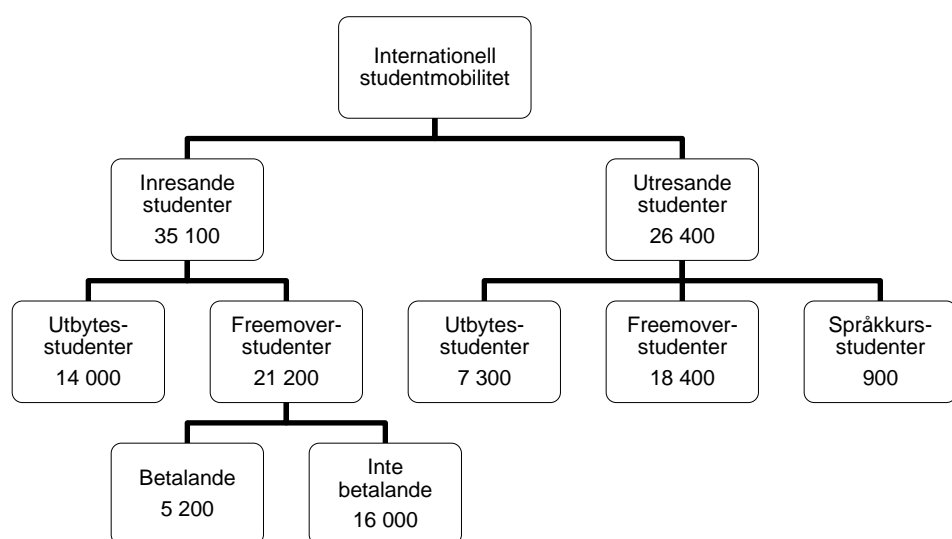 Internationell
studentmobilitet
Inresande
studenter
35 100
Utresande
studenter
26 400
Utbytes-
studenter
14 000
Freemover-
studenter
21 200
Utbytes-
studenter
7 300
Freemover-
studenter
18 400
Språkkurs-
studenter
900
Betalande
5 200
Inte
betalande
16 000